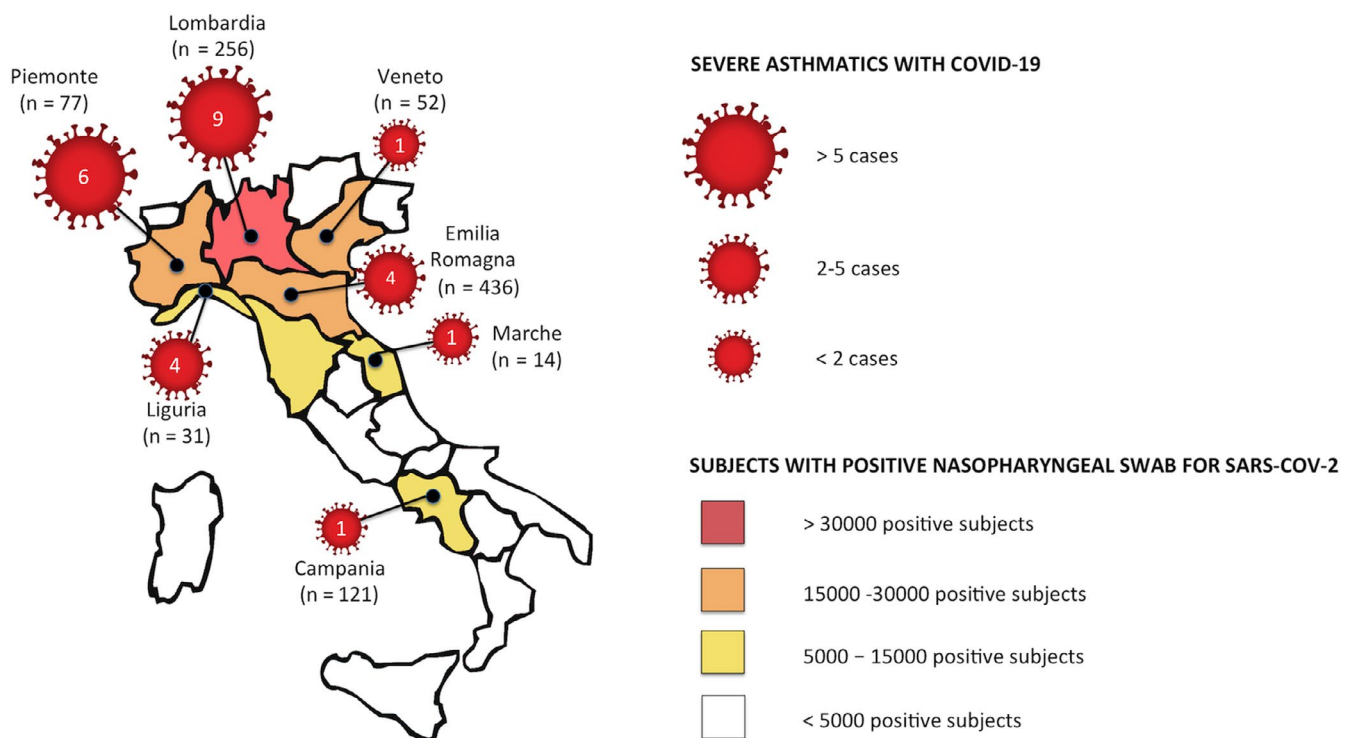 Lombardia
(n = 256)
9
Piemonte
(n = 77)
6
Veneto
(n = 52)
1
Emilia
Romagna
(n = 436)
4
Marche
(n = 14)
1
4
Liguria
(n = 31)
1
Campania
(n = 121)
SEVERE ASTHMATICS WITH COVID-19
> 5 cases
2-5 cases
< 2 cases
SUBJECTS WITH POSITIVE NASOPHARYNGEAL SWAB FOR SARS-COV-2
> 30000 positive subjects
15000 -30000 positive subjects
5000 – 15000 positive subjects
< 5000 positive subjects